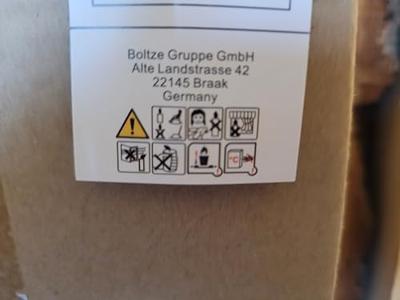 Boltze Gruppe GmbH
Alte Landstrasse 42
22145 Braak
Germany
°C